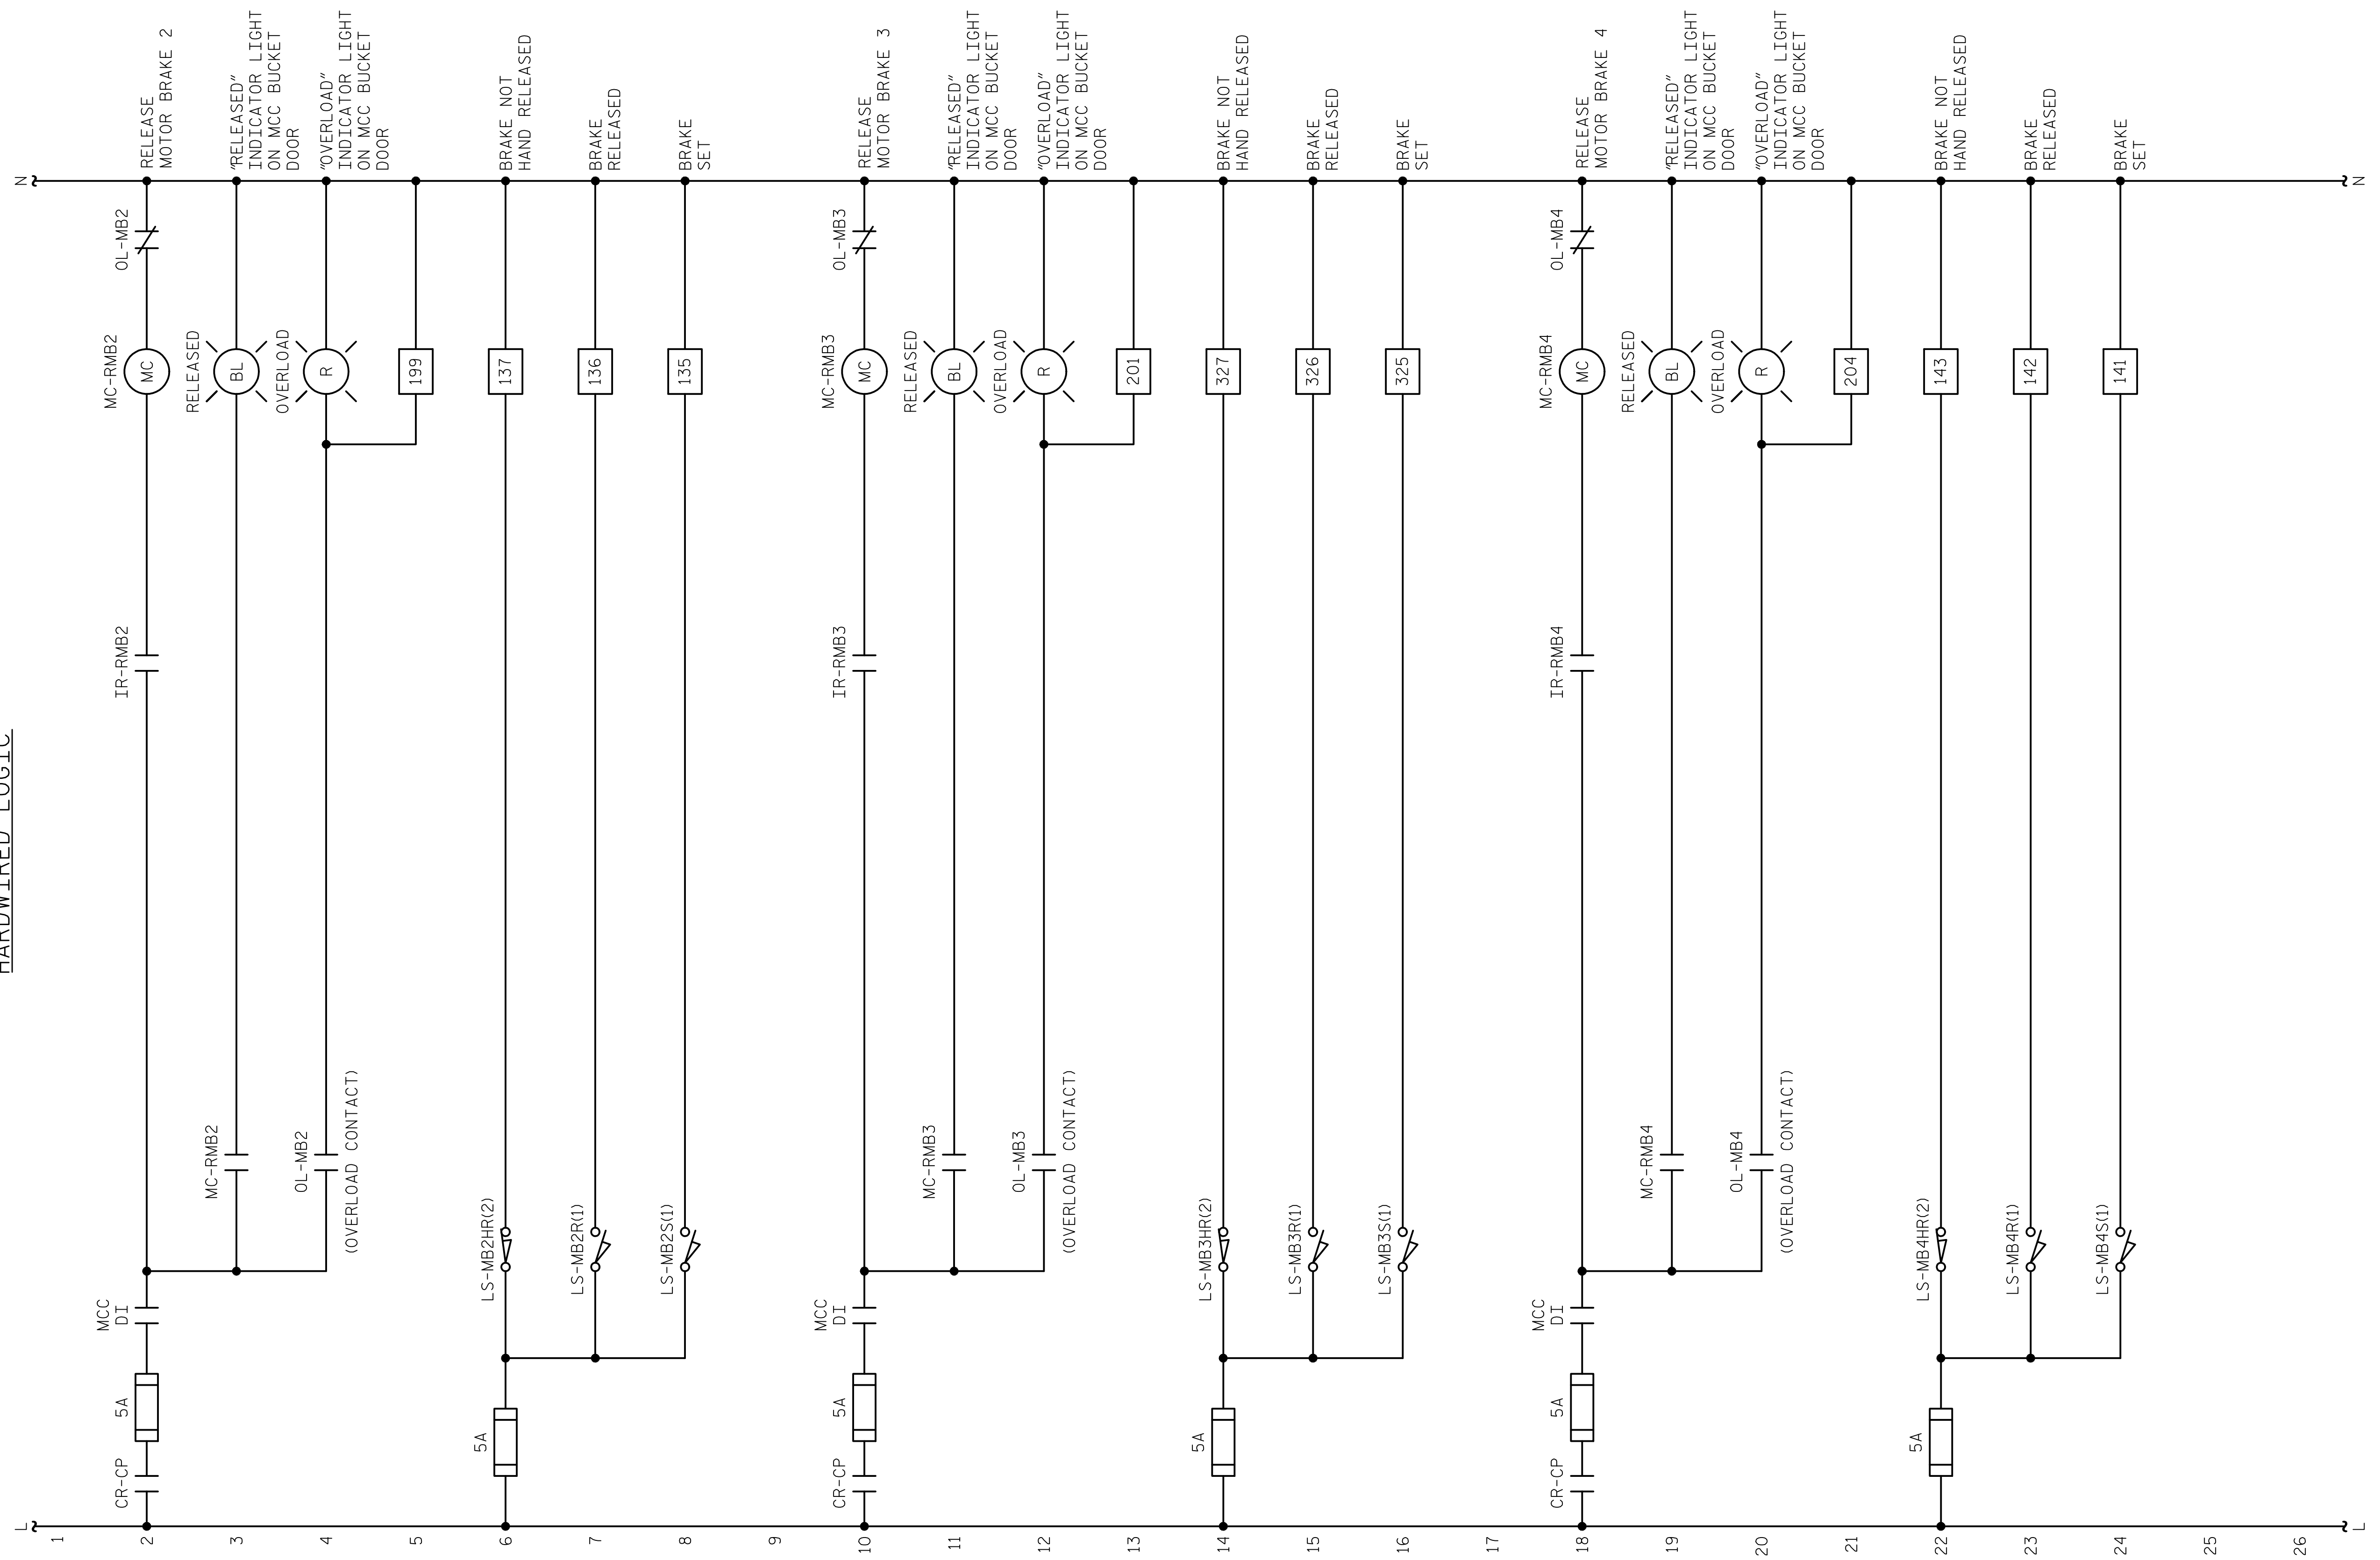 HARDWIRED LOGIC
L
N
1
2
CR-CP
5A
MCC
DI
IR-RMB2
MC-RMB2
MC
OL-MB2
RELEASE
MOTOR BRAKE 2
3
MC-RMB2
RELEASED
BL
"RELEASED"
INDICATOR LIGHT
ON MCC BUCKET
DOOR
4
OL-MB2
(OVERLOAD CONTACT)
OVERLOAD
R
"OVERLOAD"
INDICATOR LIGHT
ON MCC BUCKET
DOOR
5
199
6
5A
LS-MB2HR(2)
137
BRAKE NOT
HAND RELEASED
7
LS-MB2R(1)
136
BRAKE
RELEASED
8
LS-MB2S(1)
135
BRAKE
SET
9
10
CR-CP
5A
MCC
DI
IR-RMB3
MC-RMB3
MC
OL-MB3
RELEASE
MOTOR BRAKE 3
11
MC-RMB3
RELEASED
BL
"RELEASED"
INDICATOR LIGHT
ON MCC BUCKET
DOOR
12
OL-MB3
(OVERLOAD CONTACT)
OVERLOAD
R
"OVERLOAD"
INDICATOR LIGHT
ON MCC BUCKET
DOOR
13
201
14
5A
LS-MB3HR(2)
327
BRAKE NOT
HAND RELEASED
15
LS-MB3R(1)
326
BRAKE
RELEASED
16
LS-MB3S(1)
325
BRAKE
SET
17
18
CR-CP
5A
MCC
DI
IR-RMB4
MC-RMB4
MC
OL-MB4
RELEASE
MOTOR BRAKE 4
19
MC-RMB4
RELEASED
BL
"RELEASED"
INDICATOR LIGHT
ON MCC BUCKET
DOOR
20
OL-MB4
(OVERLOAD CONTACT)
OVERLOAD
R
"OVERLOAD"
INDICATOR LIGHT
ON MCC BUCKET
DOOR
21
204
22
5A
LS-MB4HR(2)
143
BRAKE NOT
HAND RELEASED
23
LS-MB4R(1)
142
BRAKE
RELEASED
24
LS-MB4S(1)
141
BRAKE
SET
25
26
L
N